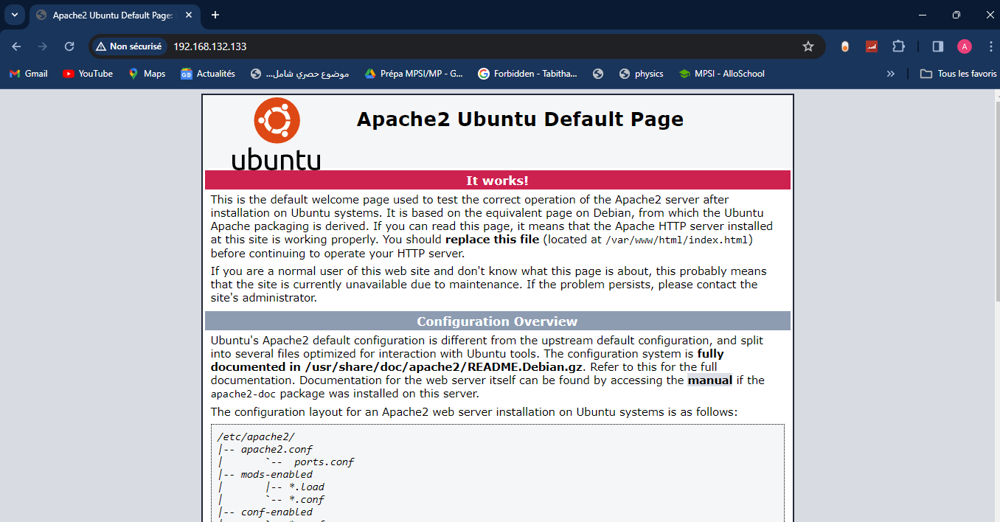 Apache2 Ubuntu Default Page:
Non sécurisé
192.168.132.133
A
Gmail
YouTube
Maps
Actualités
موضوع حصري شامل...
Prépa MPSI/MP - G...
Forbidden - Tabitha...
physics
MPSI - AlloSchool
»
Tous les favoris
ubuntu
Apache2 Ubuntu Default Page
It works!
This is the default welcome page used to test the correct operation of the Apache2 server after
installation on Ubuntu systems. It is based on the equivalent page on Debian, from which the Ubuntu
Apache packaging is derived. If you can read this page, it means that the Apache HTTP server installed
at this site is working properly. You should replace this file (located at /var/www/html/index.html)
before continuing to operate your HTTP server.
If you are a normal user of this web site and don't know what this page is about, this probably means
that the site is currently unavailable due to maintenance. If the problem persists, please contact the
site's administrator.
Configuration Overview
Ubuntu's Apache2 default configuration is different from the upstream default configuration, and split
into several files optimized for interaction with Ubuntu tools. The configuration system is fully
documented in /usr/share/doc/apache2/README.Debian.gz. Refer to this for the full
documentation. Documentation for the web server itself can be found by accessing the manual if the
apache2-doc package was installed on this server.
The configuration layout for an Apache2 web server installation on Ubuntu systems is as follows:
/etc/apache2/
|-- apache2.conf
|       `--  ports.conf
|-- mods-enabled
|       |-- *.load
|       `-- *.conf
|-- conf-enabled